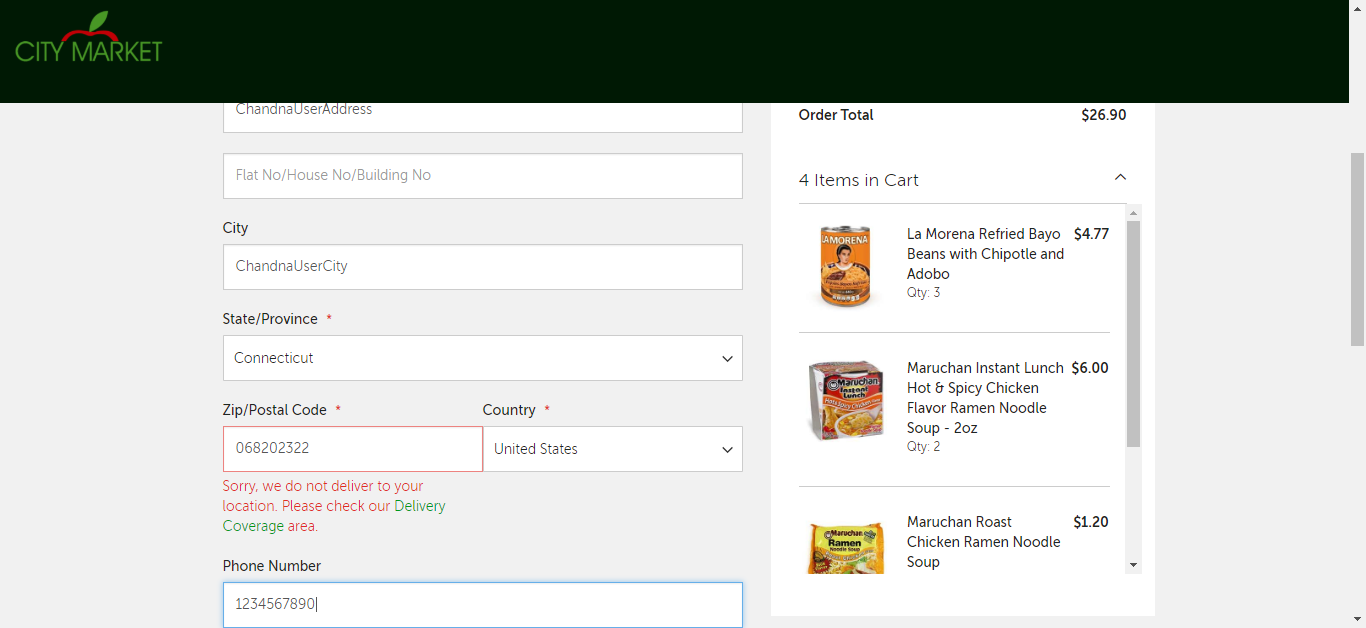 CITY MARKET
ChandnaUserAddress
Flat No/House No/Building No
City
ChandnaUserCity
State/Province *
Connecticut
Zip/Postal Code *
Country *
068202322
United States
Sorry, we do not deliver to your
location. Please check our Delivery
Coverage area.
Phone Number
1234567890
Order Total $26.90
4 Items in Cart
LA MORENA
La Morena Refried Bayo $4.77
Beans with Chipotle and
Adobo
Qty: 3
Maruchan
Instant
Lunch
Maruchan Instant Lunch $6.00
Hot & Spicy Chicken
Flavor Ramen Noodle
Soup - 2oz
Qty: 2
Maruchan
Ramen
Noodle Soup
Maruchan Roast $1.20
Chicken Ramen Noodle
Soup